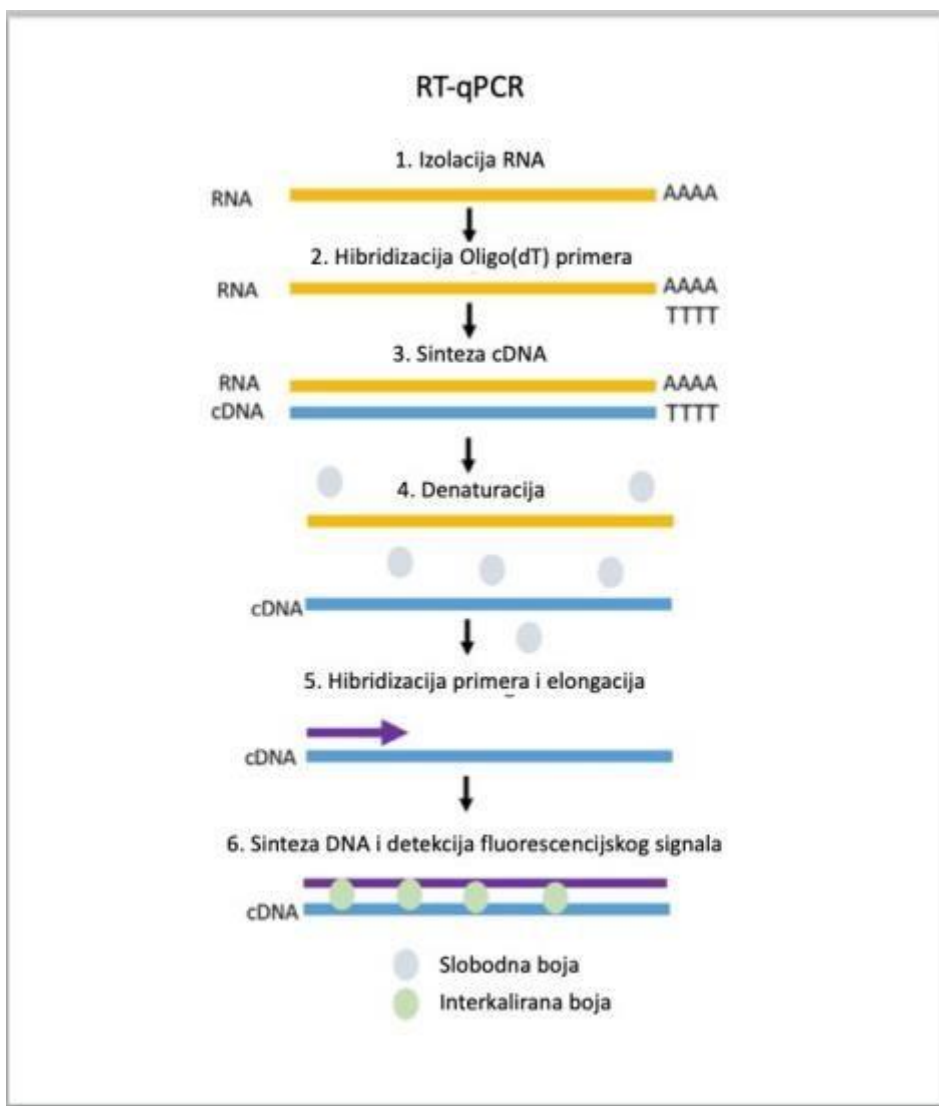 RT-qPCR
1. Izolacija RNA
RNA AAAA
2. Hibridizacija Oligo(dT) primera
RNA AAAA
TTTT
3. Sinteza cDNA
RNA AAAA
cDNA TTTT
4. Denaturacija
cDNA
5. Hibridizacija primera i elongacija
cDNA
6. Sinteza DNA i detekcija fluorescencijskog signala
cDNA
Slobodna boja
Interkalirana boja